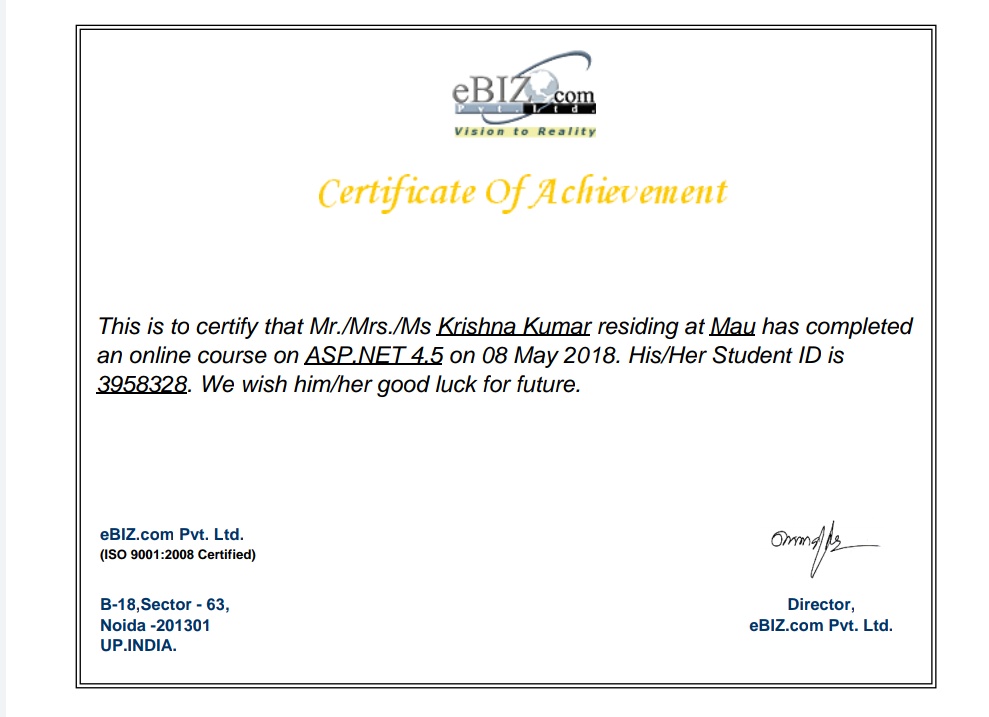 eBIZ.com
Pvt. Ltd.
Vision to Reality
Certificate Of Achievement
This is to certify that Mr./Mrs./Ms Krishna Kumar residing at Mau has completed
an online course on ASP.NET 4.5 on 08 May 2018. His/Her Student ID is
3958328. We wish him/her good luck for future.
eBIZ.com Pvt. Ltd.
(ISO 9001:2008 Certified)
B-18,Sector - 63,
Noida -201301
UP.INDIA.
Director,
eBIZ.com Pvt. Ltd.